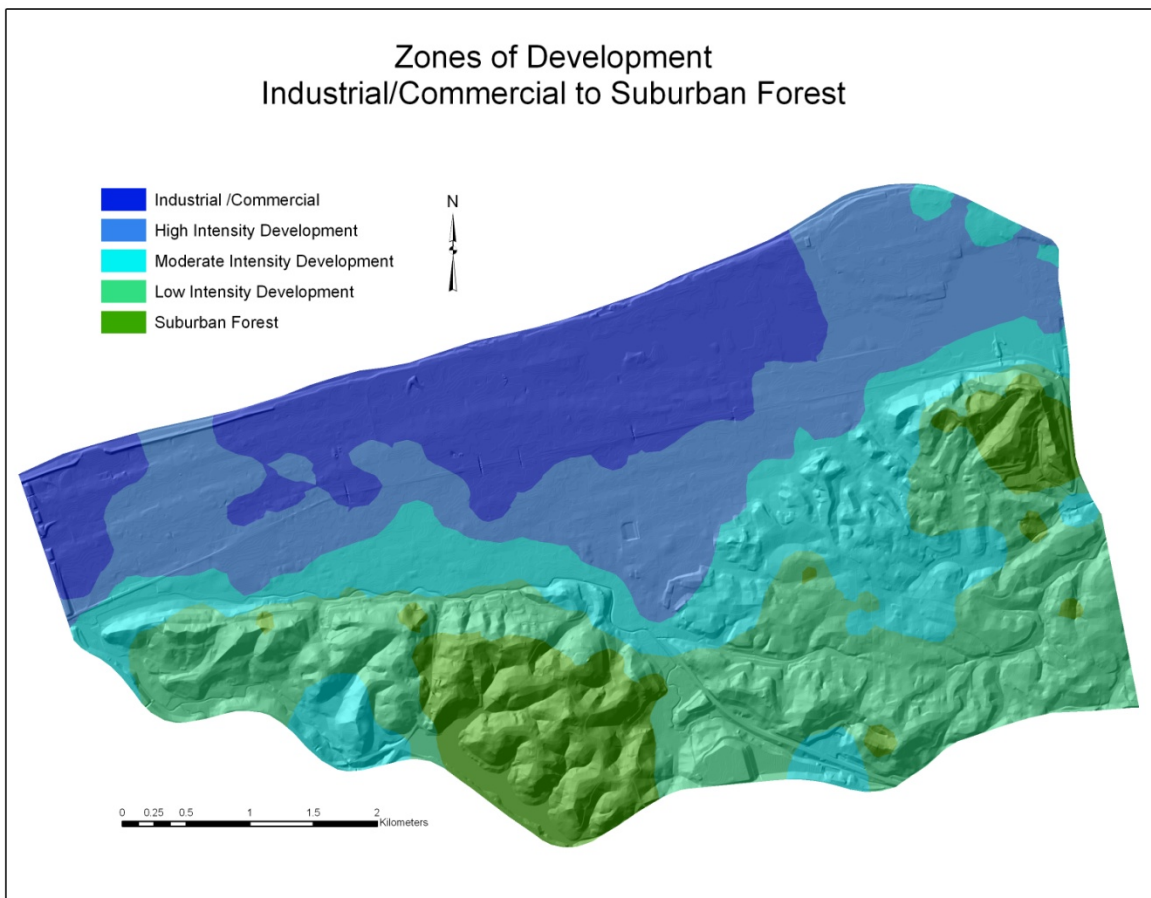 Zones of Development
Industrial/Commercial to Suburban Forest
Industrial /Commercial
High Intensity Development
Moderate Intensity Development
Low Intensity Development
Suburban Forest
N
0 0.25 0.5 1 1.5 2
Kilometers